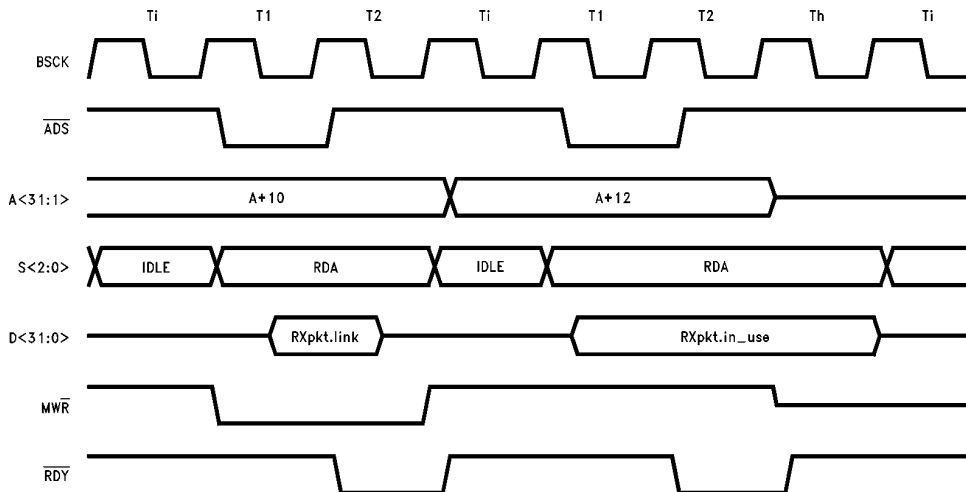 Ti T1 T2 Ti T1 T2 Th Ti
BSCK
ADS
A<31:1> A+10 A+12
S<2:0> IDLE RDA IDLE RDA
D<31:0> RXpkt.link RXpkt.in_use
MWR
RDY